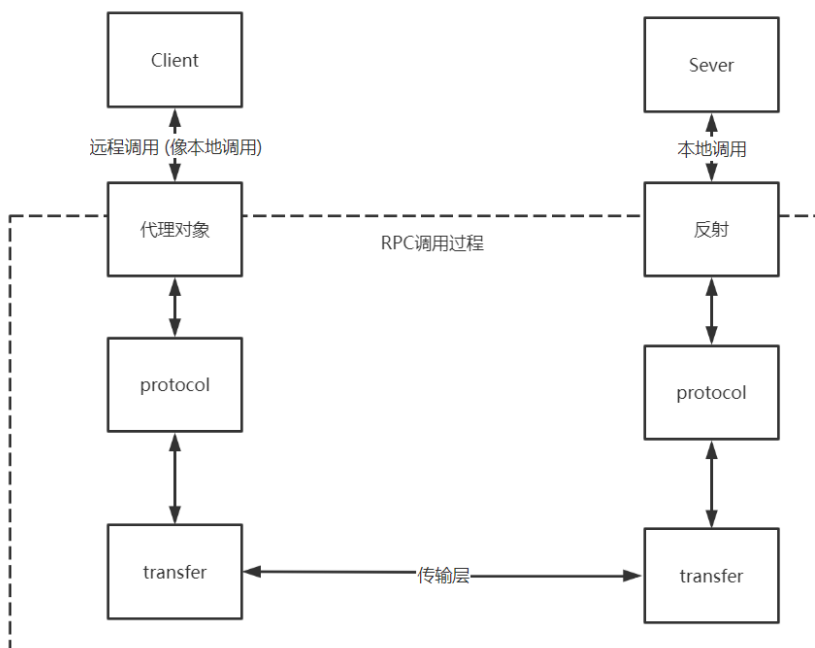 Client
Sever
远程调用 (像本地调用)
本地调用
代理对象
反射
RPC调用过程
protocol
protocol
transfer
传输层
transfer